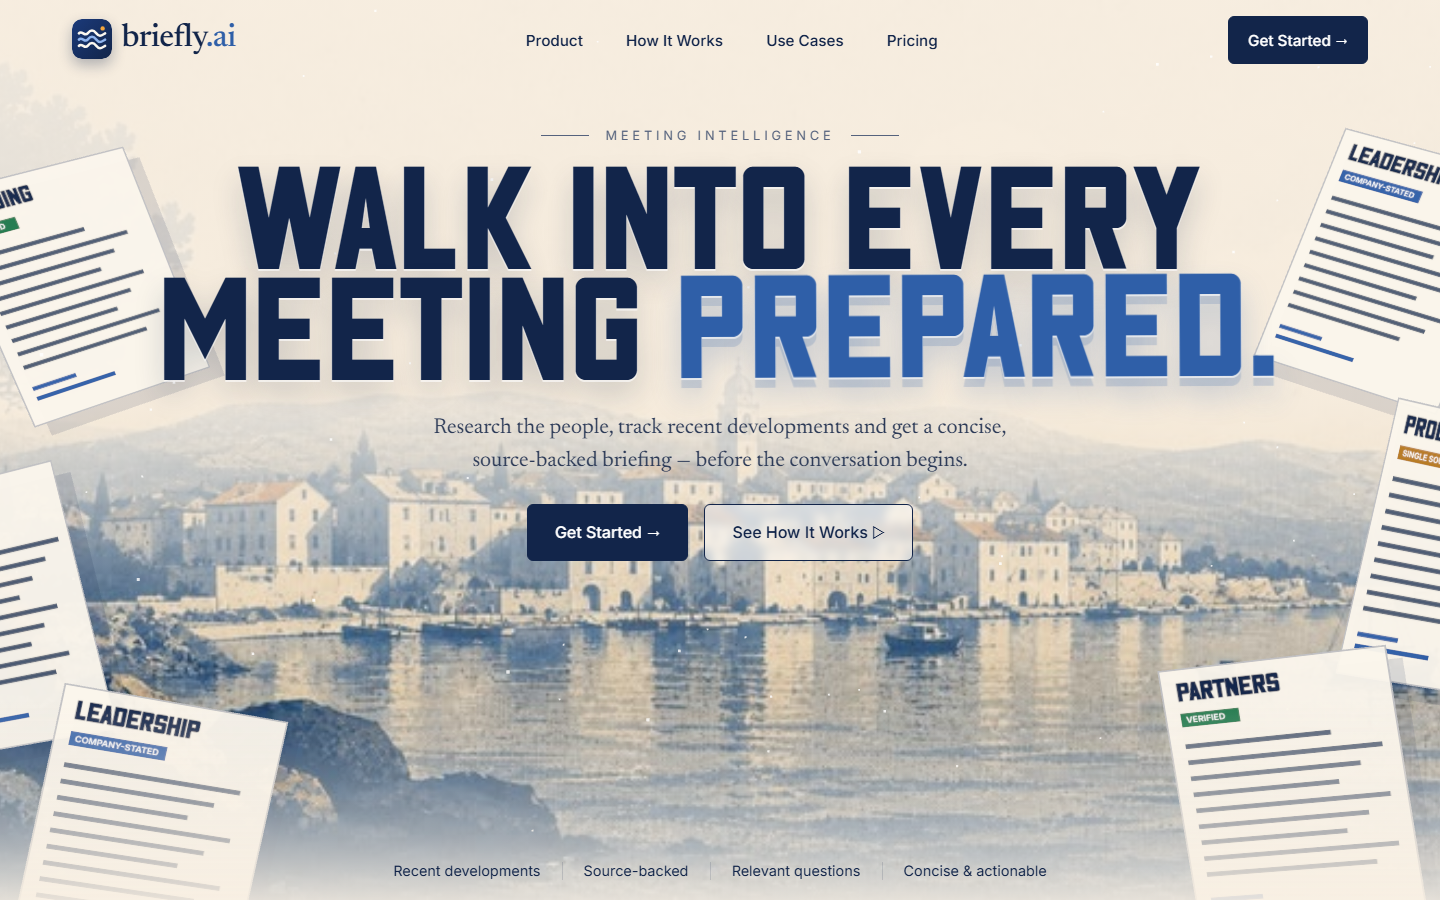 briefly.ai
Product
How It Works
Use Cases
Pricing
Get Started →
MEETING INTELLIGENCE
WALK INTO EVERY
MEETING PREPARED.
Research the people, track recent developments and get a concise,
source-backed briefing – before the conversation begins.
Get Started →
See How It Works ▷
LEADERSHIP
COMPANY-STATED
COMPANY-STATED
PARTNERS
VERIFIED
Recent developments
Source-backed
Relevant questions
Concise & actionable